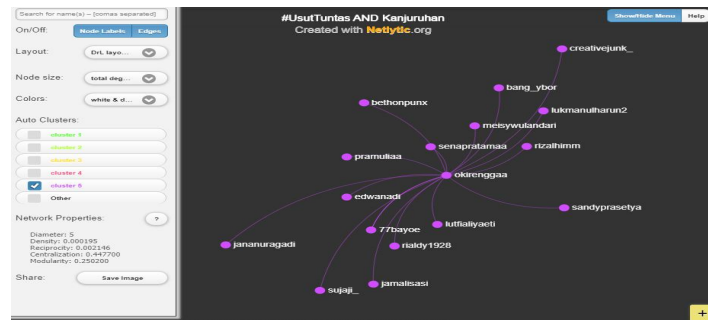 Search for name(s) – [comas separated]
On/Off:
Node Labels
Edges
Layout:
DrL layo...
Node size:
total deg...
Colors:
white & d...
Auto Clusters:
cluster 1
cluster 2
cluster 3
cluster 4
cluster 5
Other
Network Properties:
?
Diameter: 5
Density: 0.000195
Reciprocity: 0.002146
Centralization: 0.447700
Modularity: 0.250200
Share:
Save Image
#UsutTuntas AND Kanjuruhan
Created with Netlytic.org
Show/Hide Menu
Help
creativejunk_
bang_ybor
bethonpunx
lukmanulharun2
meisywulandari
senapratamaa
rizalhimm
pramuliaa
okirenggaa
edwanadi
sandyprasetya
lutfialiyaeti
77bayoe
jananuragadi
rialdy1928
jamalisasi
sujaji_
+